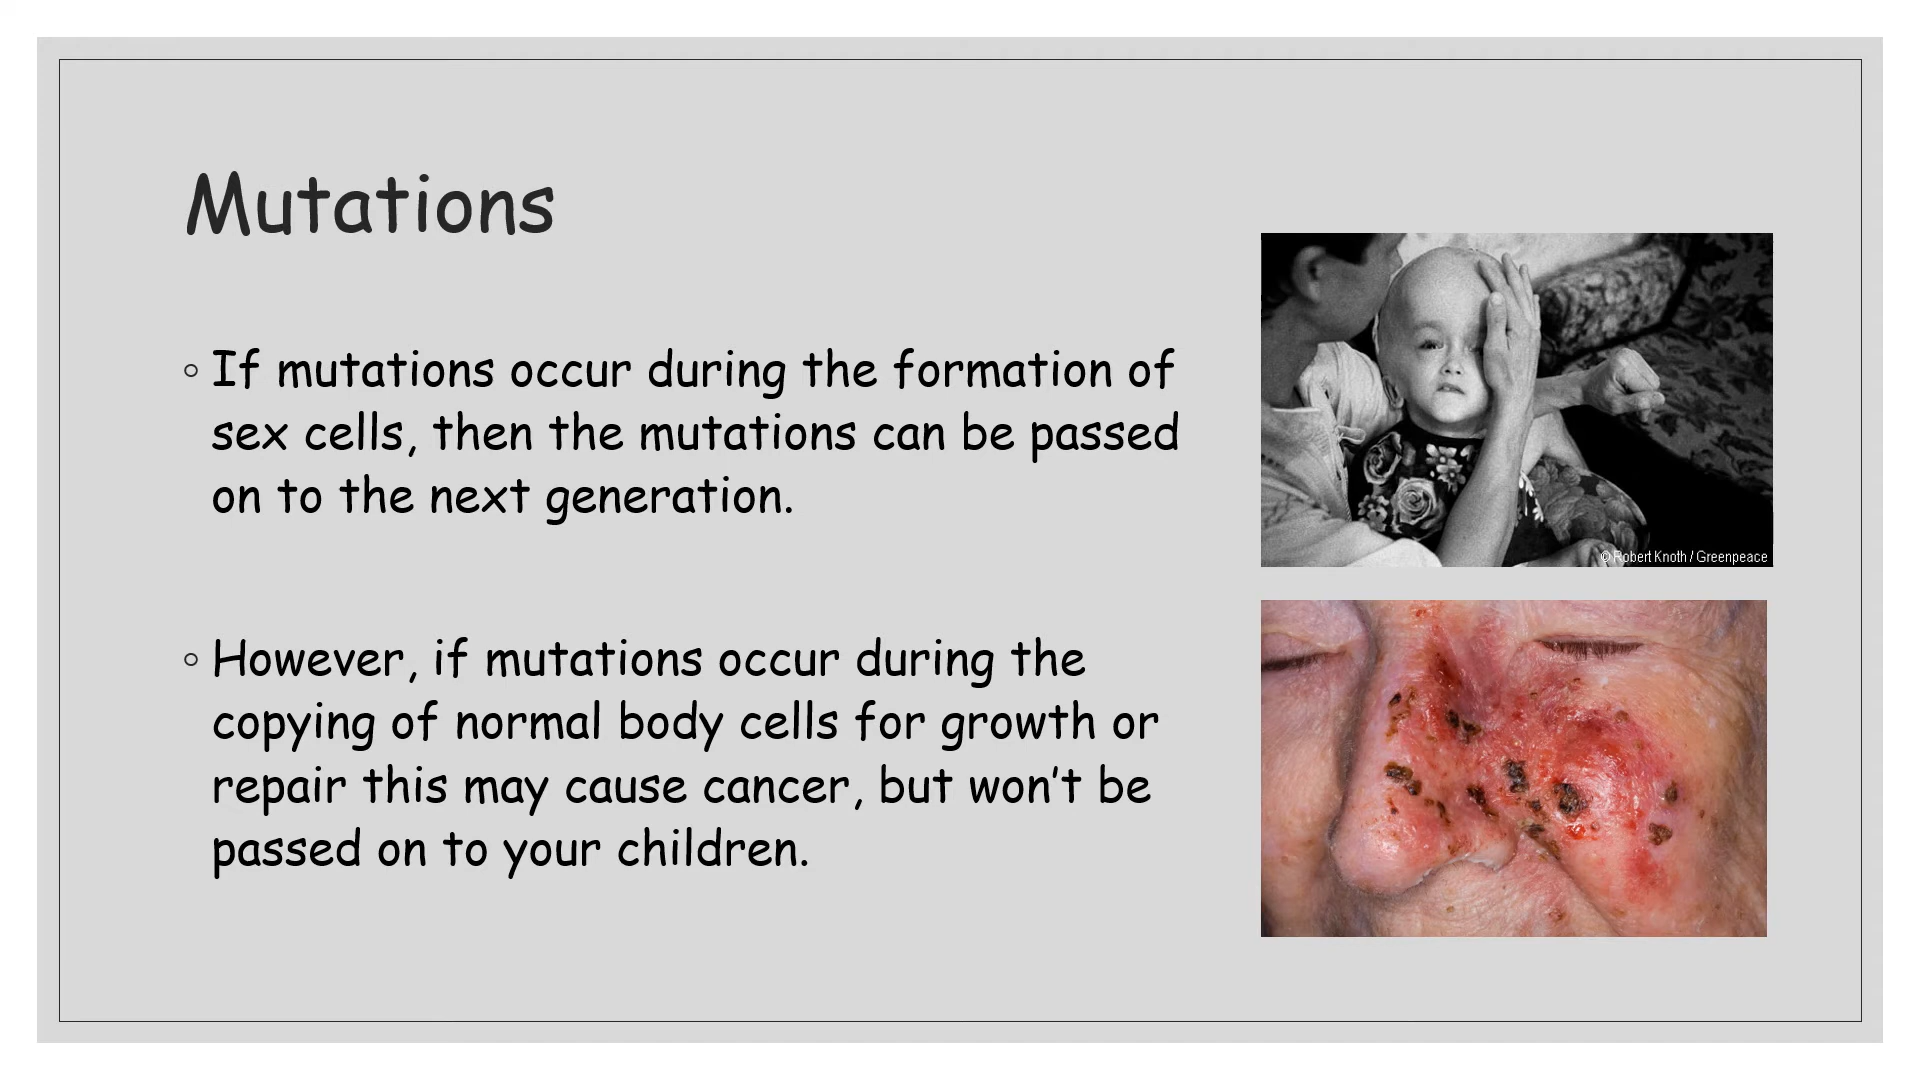 Mutations
◦ If mutations occur during the formation of
sex cells, then the mutations can be passed
on to the next generation.
◦ However, if mutations occur during the
copying of normal body cells for growth or
repair this may cause cancer, but won’t be
passed on to your children.
© Robert Knoth / Greenpeace